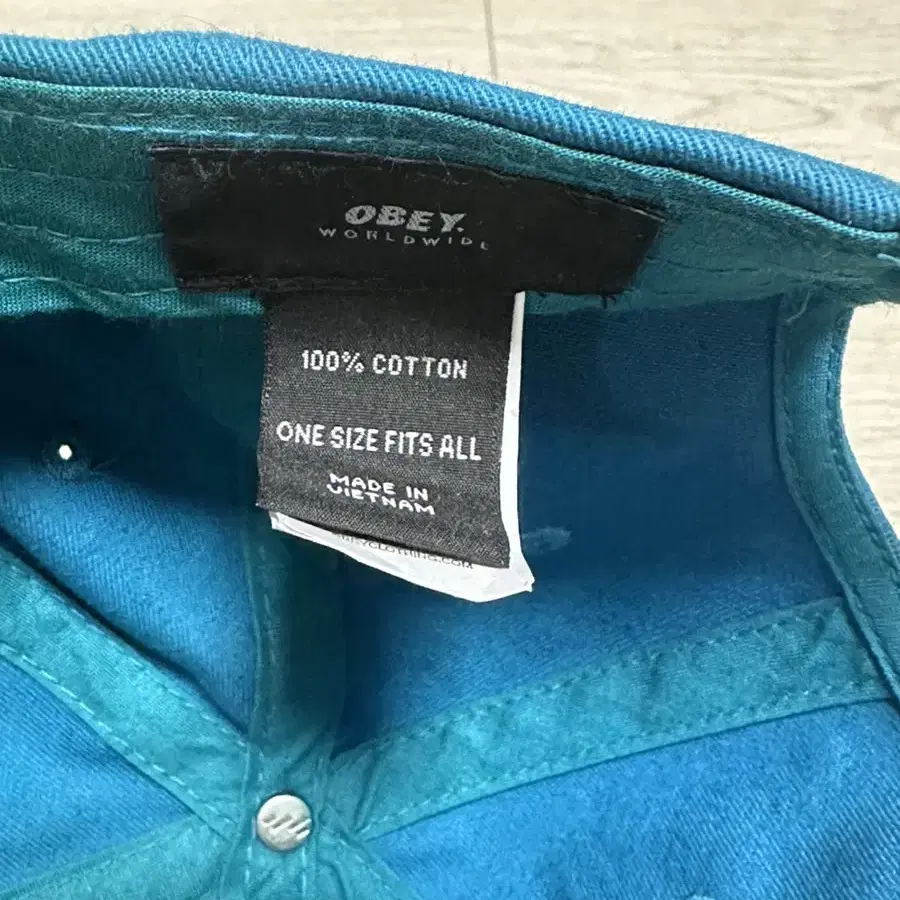 OBEY.
WORLDWIDE
100% COTTON
ONE SIZE FITS ALL
MADE IN
VIETNAM